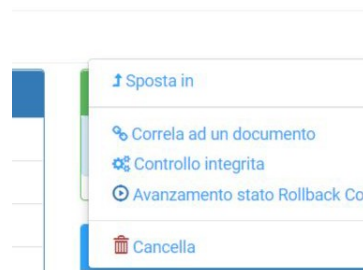 Sposta in
Correla ad un documento
Controllo integrita
Avanzamento stato Rollback Co
Cancella